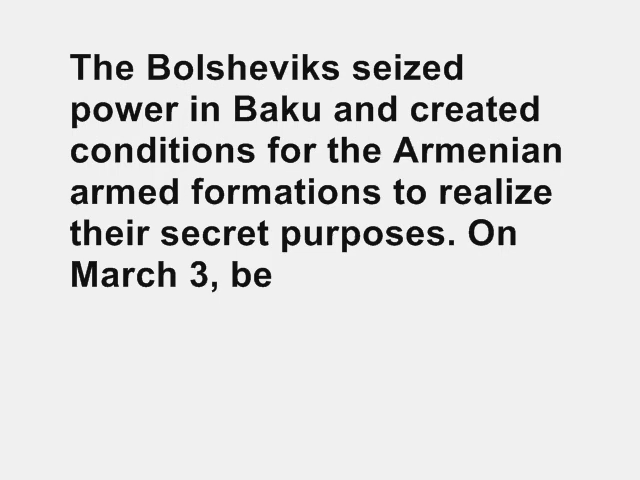 The Bolsheviks seized
power in Baku and created
conditions for the Armenian
armed formations to realize
their secret purposes. On
March 3, be